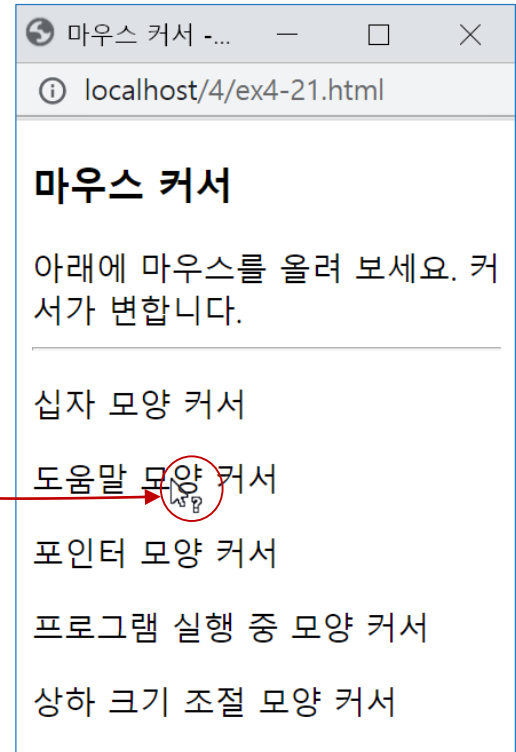 마우스 커서 -...
localhost/4/ex4-21.html
마우스 커서
아래에 마우스를 올려 보세요. 커
서가 변합니다.
십자 모양 커서
도움말 모양 커서
포인터 모양 커서
프로그램 실행 중 모양 커서
상하 크기 조절 모양 커서